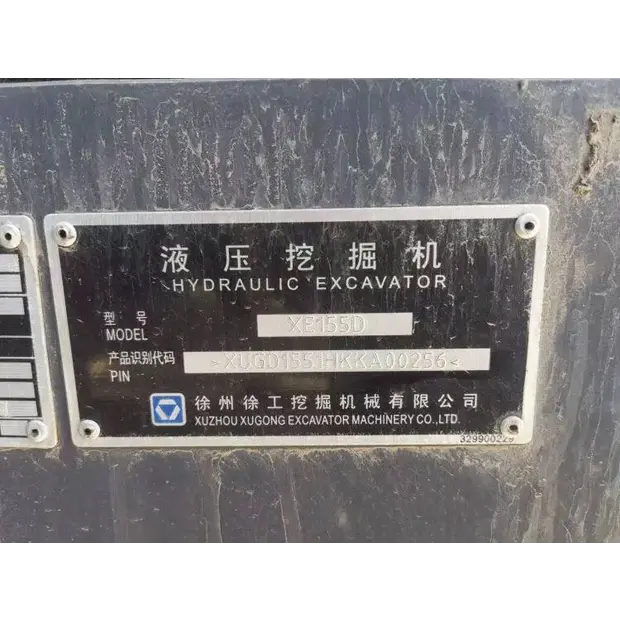 液压挖掘机
HYDRAULIC EXCAVATOR
型号 XE155D
MODEL
产品识别代码 >XUGD1551HKKA00256<
PIN
徐州徐工挖掘机械有限公司
XUZHOU XUGONG EXCAVATOR MACHINERY CO.,LTD.
329900229